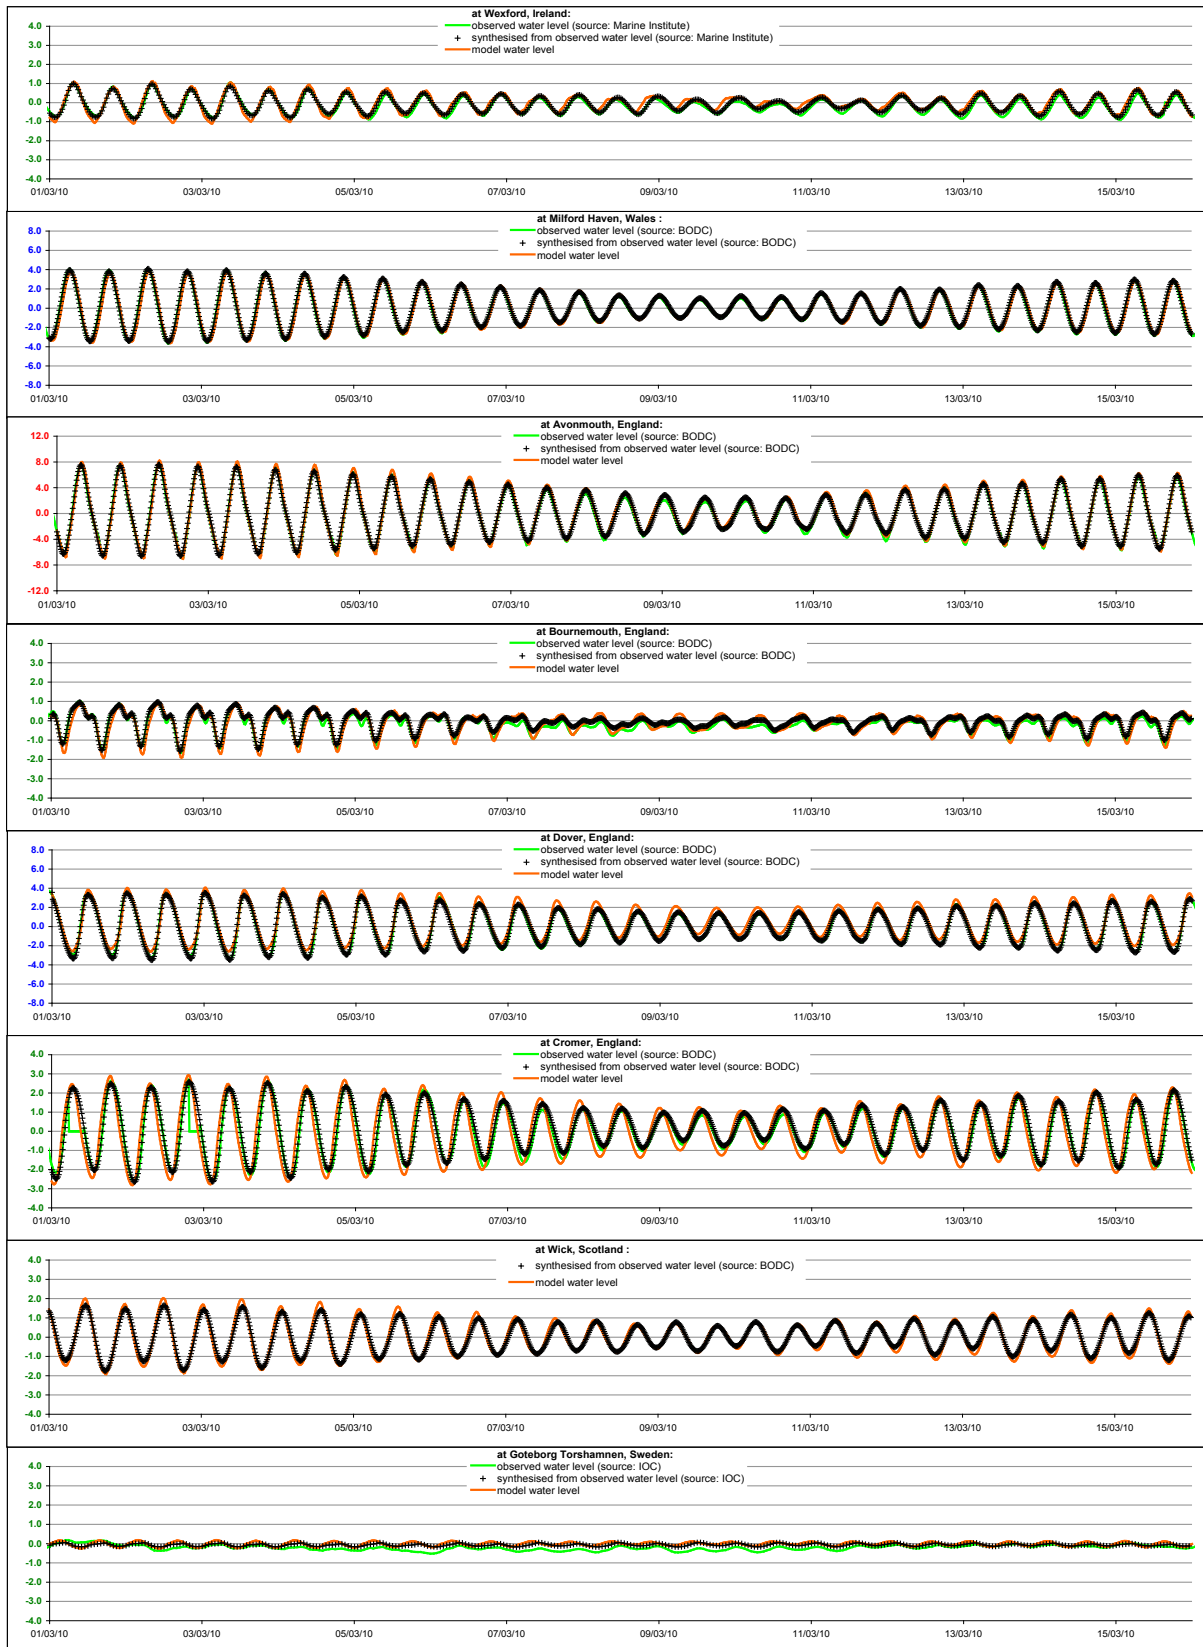 at Wexford, Ireland:
observed water level (source: Marine Institute)
synthesised from observed water level (source: Marine Institute)
model water level
4.0
3.0
2.0
1.0
0.0
-1.0
-2.0
-3.0
-4.0
01/03/10 03/03/10 05/03/10 07/03/10 09/03/10 11/03/10 13/03/10 15/03/10
at Milford Haven, Wales :
observed water level (source: BODC)
synthesised from observed water level (source: BODC)
model water level
8.0
6.0
4.0
2.0
0.0
-2.0
-4.0
-6.0
-8.0
01/03/10 03/03/10 05/03/10 07/03/10 09/03/10 11/03/10 13/03/10 15/03/10
at Avonmouth, England:
observed water level (source: BODC)
synthesised from observed water level (source: BODC)
model water level
12.0
8.0
4.0
0.0
-4.0
-8.0
-12.0
01/03/10 03/03/10 05/03/10 07/03/10 09/03/10 11/03/10 13/03/10 15/03/10
at Bournemouth, England:
observed water level (source: BODC)
synthesised from observed water level (source: BODC)
model water level
4.0
3.0
2.0
1.0
0.0
-1.0
-2.0
-3.0
-4.0
01/03/10 03/03/10 05/03/10 07/03/10 09/03/10 11/03/10 13/03/10 15/03/10
at Dover, England:
observed water level (source: BODC)
synthesised from observed water level (source: BODC)
model water level
8.0
6.0
4.0
2.0
0.0
-2.0
-4.0
-6.0
-8.0
01/03/10 03/03/10 05/03/10 07/03/10 09/03/10 11/03/10 13/03/10 15/03/10
at Cromer, England:
observed water level (source: BODC)
synthesised from observed water level (source: BODC)
model water level
4.0
3.0
2.0
1.0
0.0
-1.0
-2.0
-3.0
-4.0
01/03/10 03/03/10 05/03/10 07/03/10 09/03/10 11/03/10 13/03/10 15/03/10
at Wick, Scotland :
synthesised from observed water level (source: BODC)
model water level
4.0
3.0
2.0
1.0
0.0
-1.0
-2.0
-3.0
-4.0
01/03/10 03/03/10 05/03/10 07/03/10 09/03/10 11/03/10 13/03/10 15/03/10
at Goteborg Torshamnen, Sweden:
observed water level (source: IOC)
synthesised from observed water level (source: IOC)
model water level
4.0
3.0
2.0
1.0
0.0
-1.0
-2.0
-3.0
-4.0
01/03/10 03/03/10 05/03/10 07/03/10 09/03/10 11/03/10 13/03/10 15/03/10